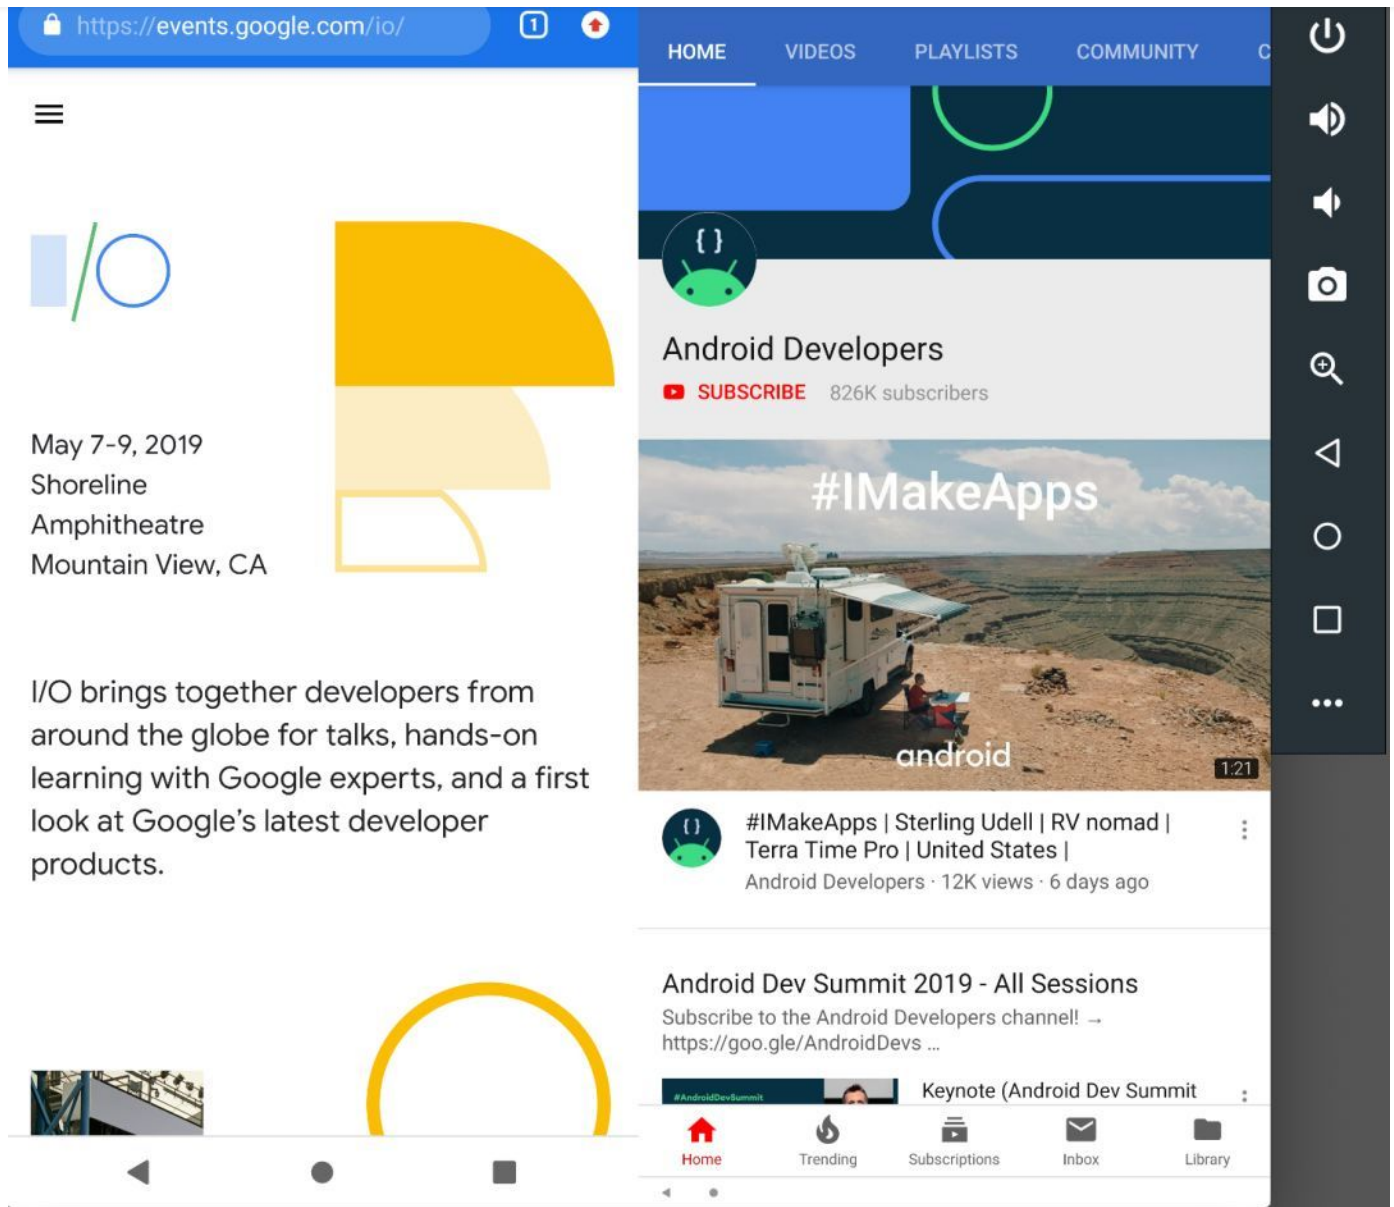 https://events.google.com/io/
1
I/O
May 7-9, 2019
Shoreline
Amphitheatre
Mountain View, CA
I/O brings together developers from
around the globe for talks, hands-on
learning with Google experts, and a first
look at Google's latest developer
products.
HOME VIDEOS PLAYLISTS COMMUNITY C
{ }
Android Developers
SUBSCRIBE 826K subscribers
#IMakeApps
android
1:21
{ }
#IMakeApps | Sterling Udell | RV nomad |
Terra Time Pro | United States |
Android Developers · 12K views · 6 days ago
Android Dev Summit 2019 - All Sessions
Subscribe to the Android Developers channel! →
https://goo.gle/AndroidDevs ...
#AndroidDevSummit
Keynote (Android Dev Summit
Home Trending Subscriptions Inbox Library